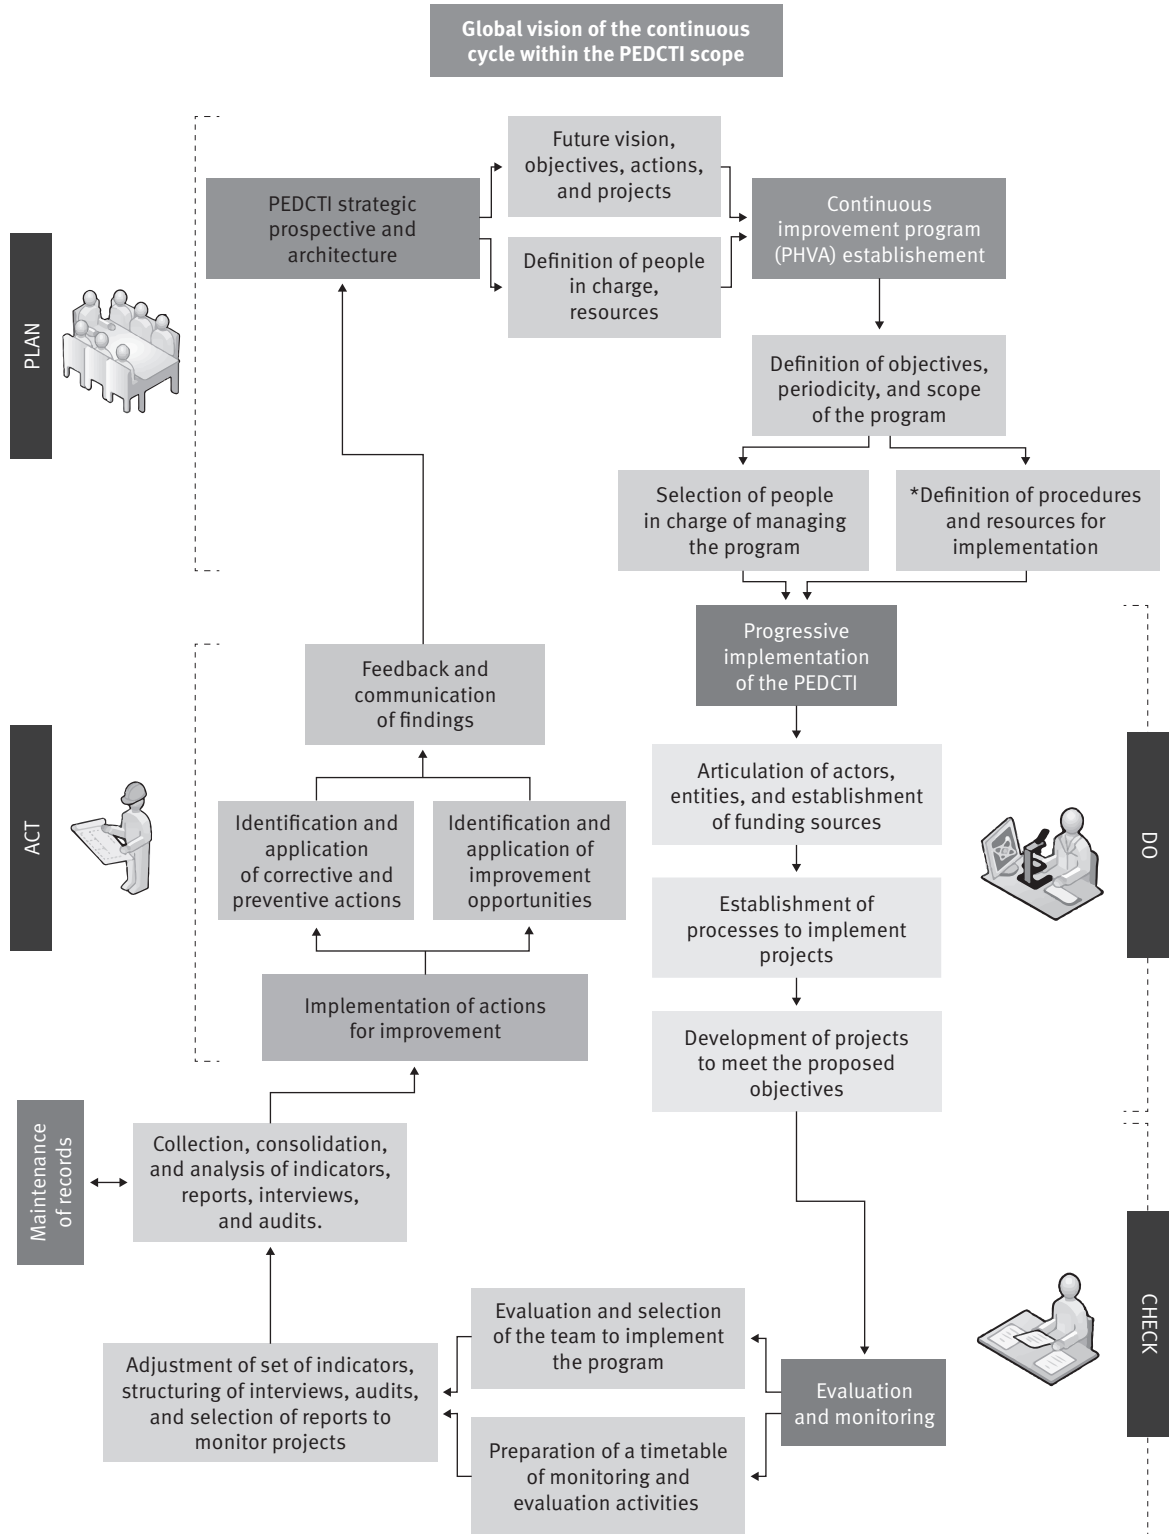 Global vision of the continuous
cycle within the PEDCTI scope
PLAN
PEDCTI strategic
prospective and
architecture
Future vision,
objectives, actions,
and projects
Definition of people
in charge,
resources
Continuous
improvement program
(PHVA) establishement
Definition of objectives,
periodicity, and scope
of the program
Selection of people
in charge of managing
the program
*Definition of procedures
and resources for
implementation
DO
Progressive
implementation
of the PEDCTI
Articulation of actors,
entities, and establishment
of funding sources
Establishment of
processes to implement
projects
Development of projects
to meet the proposed
objectives
CHECK
Evaluation
and monitoring
Evaluation and selection
of the team to implement
the program
Preparation of a timetable
of monitoring and
evaluation activities
Adjustment of set of indicators,
structuring of interviews, audits,
and selection of reports to
monitor projects
Collection, consolidation,
and analysis of indicators,
reports, interviews,
and audits.
Maintenance
of records
ACT
Implementation of actions
for improvement
Identification and
application
of corrective and
preventive actions
Identification and
application of
improvement
opportunities
Feedback and
communication
of findings